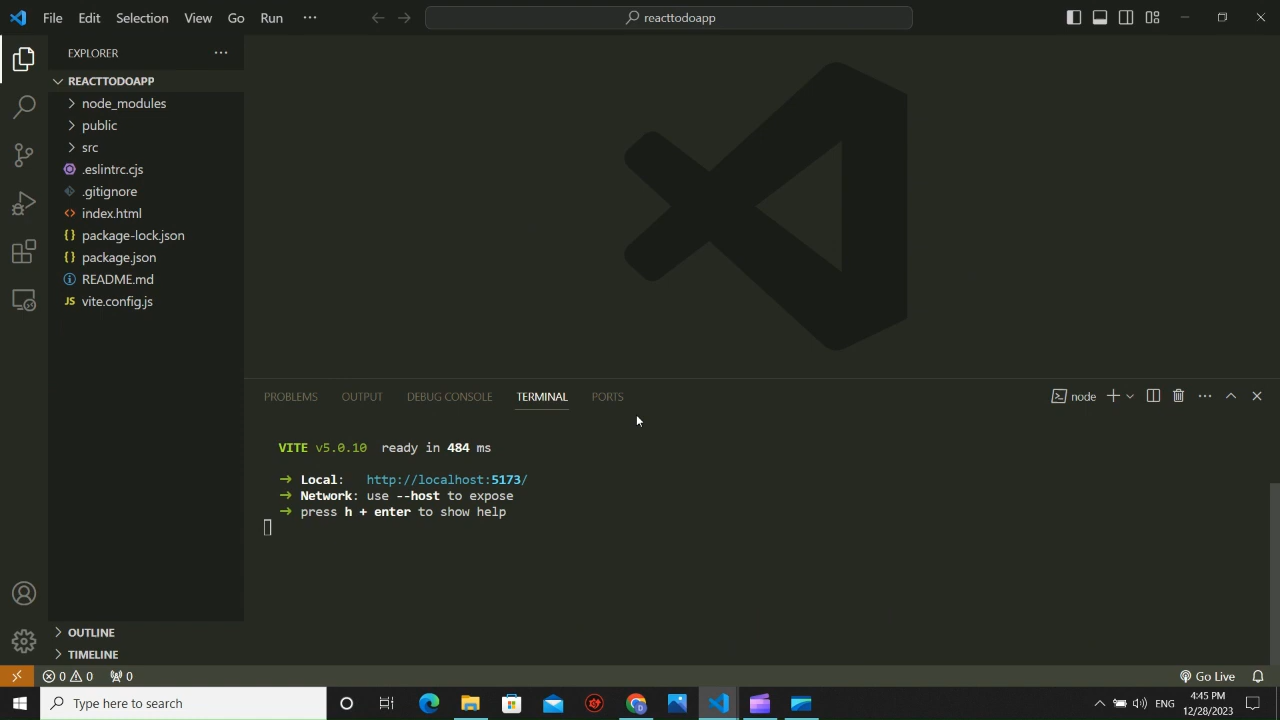 File Edit Selection View Go Run ···
reacttodoapp
EXPLORER ···
REACTTODOAPP
node_modules
public
src
.eslintrc.cjs
.gitignore
<> index.html
{} package-lock.json
{} package.json
README.md
JS vite.config.js
OUTLINE
TIMELINE
PROBLEMS OUTPUT DEBUG CONSOLE TERMINAL PORTS
node
VITE v5.0.10 ready in 484 ms
➜ Local: http://localhost:5173/
➜ Network: use --host to expose
➜ press h + enter to show help
0 0 0
Go Live
Type here to search
ENG
4:45 PM
12/28/2023